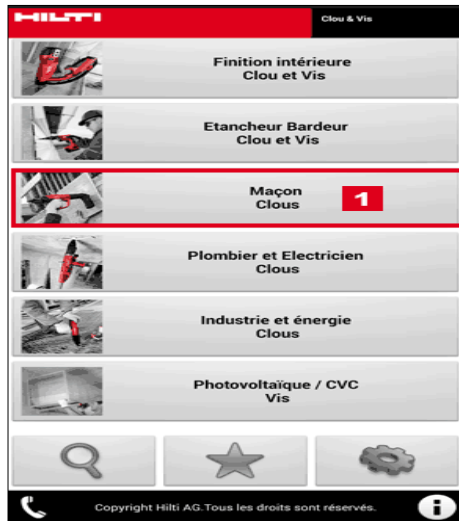 HILTI
Clou & Vis
Finition intérieure
Clou et Vis
Etancheur Bardeur
Clou et Vis
Maçon
Clous
1
Plombier et Electricien
Clous
Industrie et énergie
Clous
Photovoltaïque / CVC
Vis
Copyright Hilti AG.Tous les droits sont réservés.
i